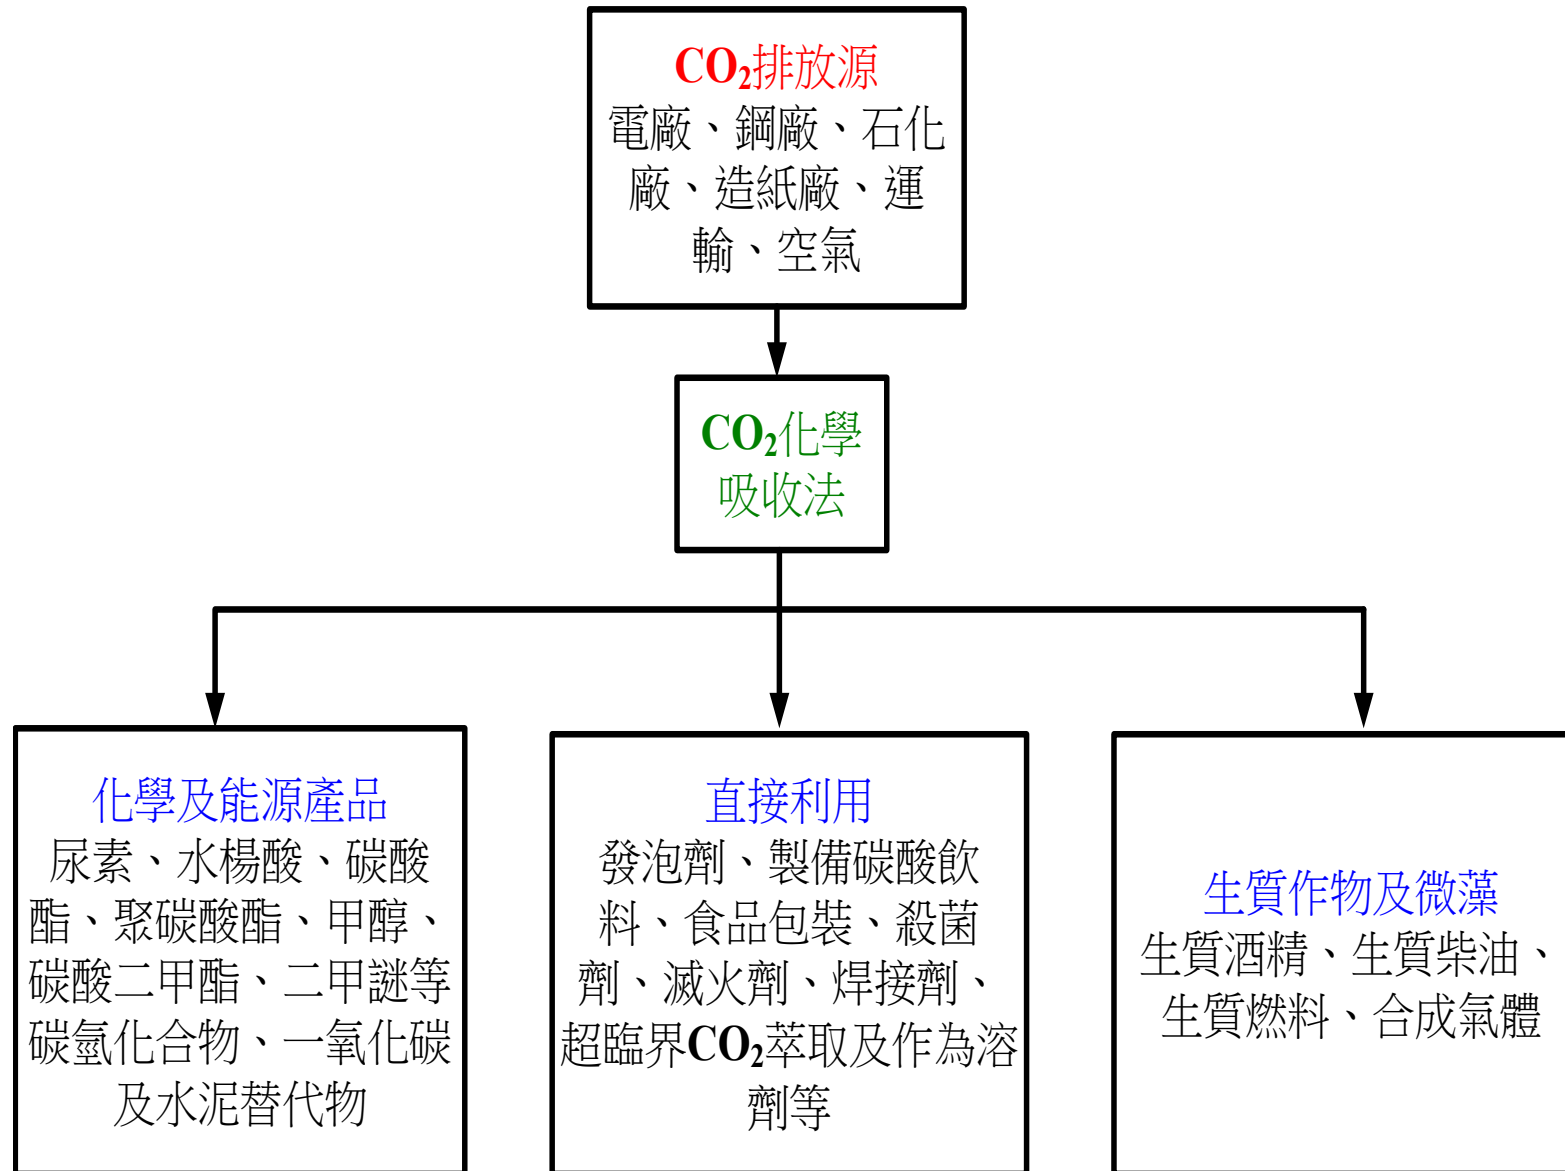 CO₂排放源
電廠、鋼廠、石化
廠、造紙廠、運
輸、空氣
CO₂化學
吸收法
化學及能源產品
尿素、水楊酸、碳酸
酯、聚碳酸酯、甲醇、
碳酸二甲酯、二甲謎等
碳氫化合物、一氧化碳
及水泥替代物
直接利用
發泡劑、製備碳酸飲
料、食品包裝、殺菌
劑、滅火劑、焊接劑、
超臨界CO₂萃取及作為溶
劑等
生質作物及微藻
生質酒精、生質柴油、
生質燃料、合成氣體